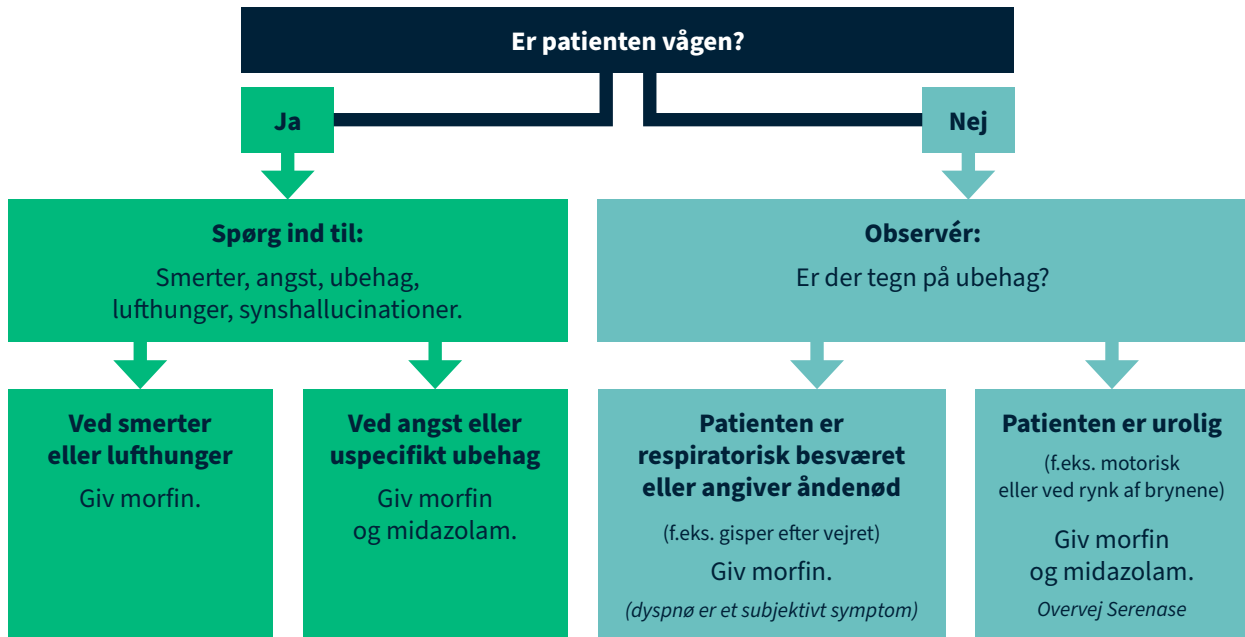 Er patienten vågen?
Ja
Nej
Spørg ind til:
Smerter, angst, ubehag,
lufthunger, synshallucinationer.
Observér:
Er der tegn på ubehag?
Ved smerter
eller lufthunger
Giv morfin.
Ved angst eller
uspecifikt ubehag
Giv morfin
og midazolam.
Patienten er
respiratorisk besværet
eller angiver åndenød
(f.eks. gisper efter vejret)
Giv morfin.
(dyspnø er et subjektivt symptom)
Patienten er urolig
(f.eks. motorisk
eller ved rynk af brynene)
Giv morfin
og midazolam.
Overvej Serenase